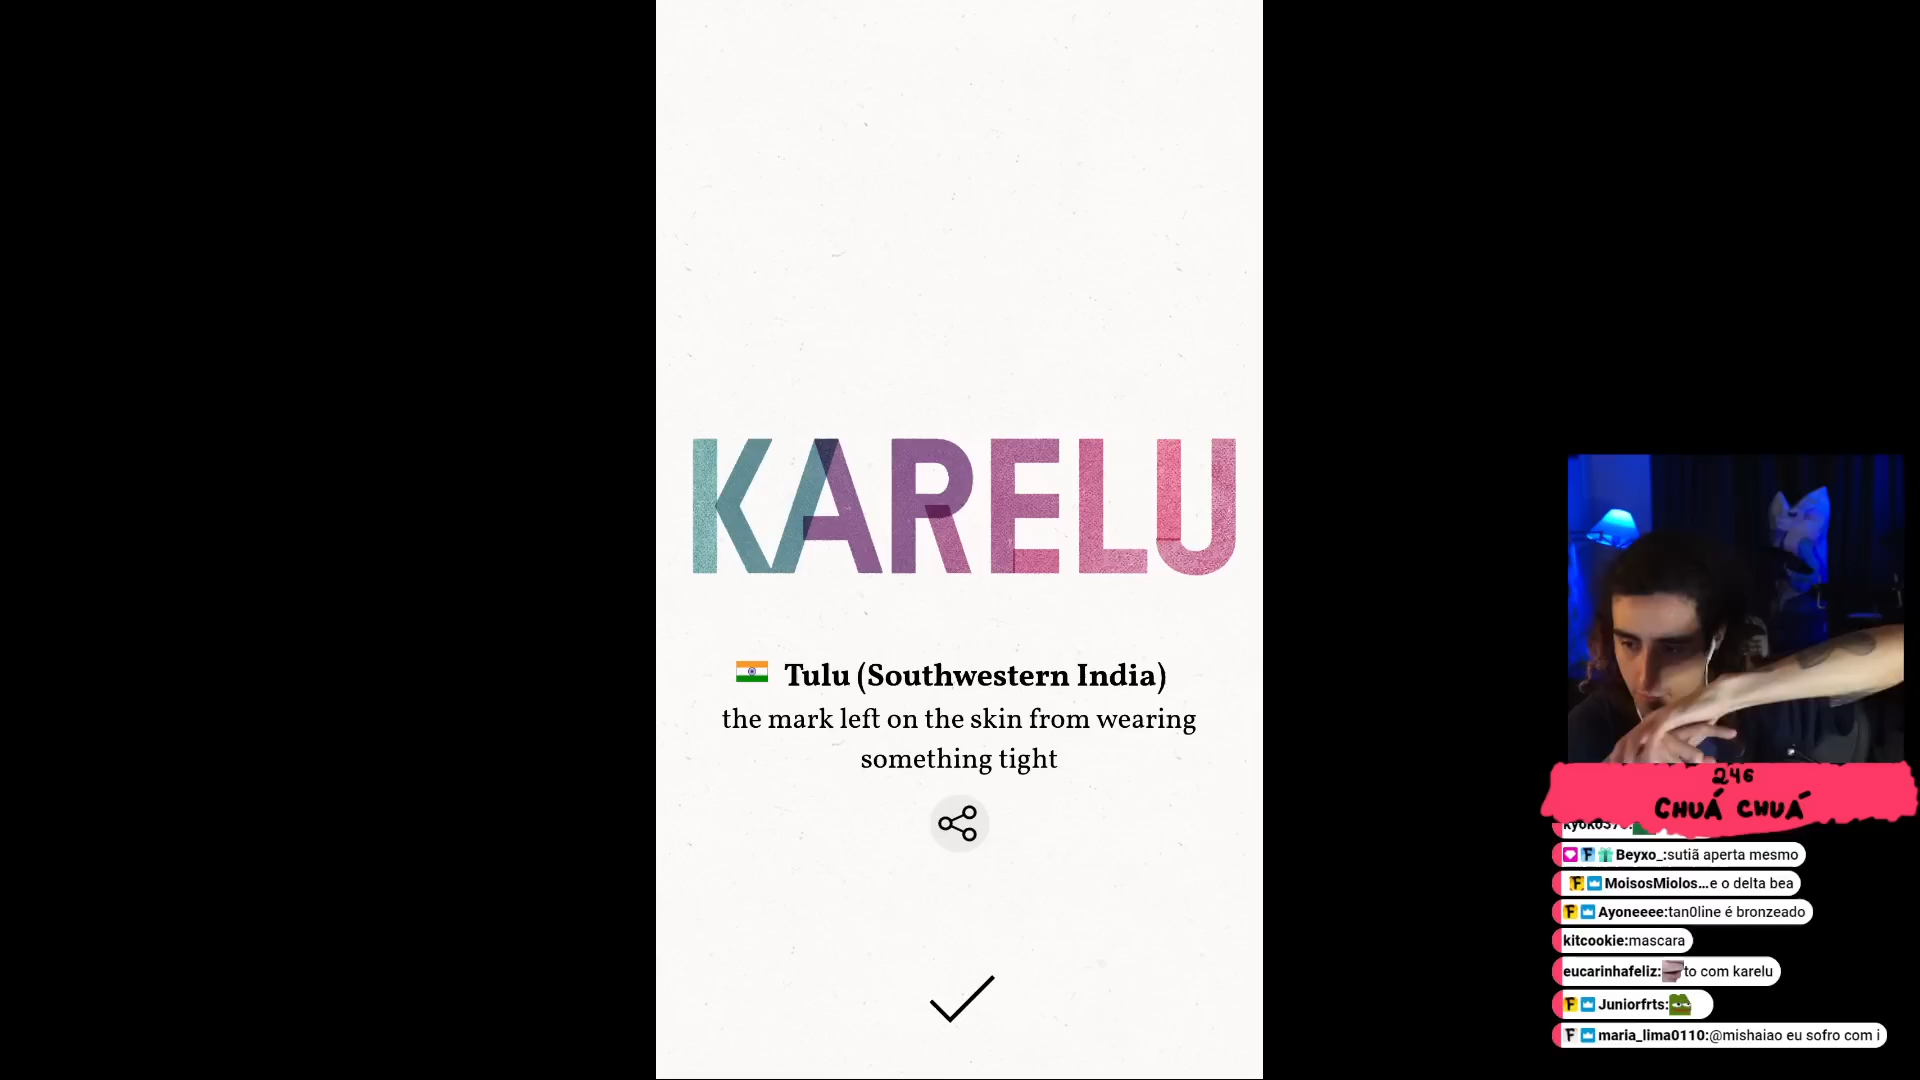 KARELU
Tulu (Southwestern India)
the mark left on the skin from wearing
something tight
246
CHUÁ CHUÁ
Beyxo_:sutiã aperta mesmo
MoisosMiolos...e o delta bea
Ayoneeee:tan0line é bronzeado
kitcookie:mascara
eucarinhafeliz: to com karelu
Juniorfrts:
maria_lima0110:@mishaiao eu sofro com i